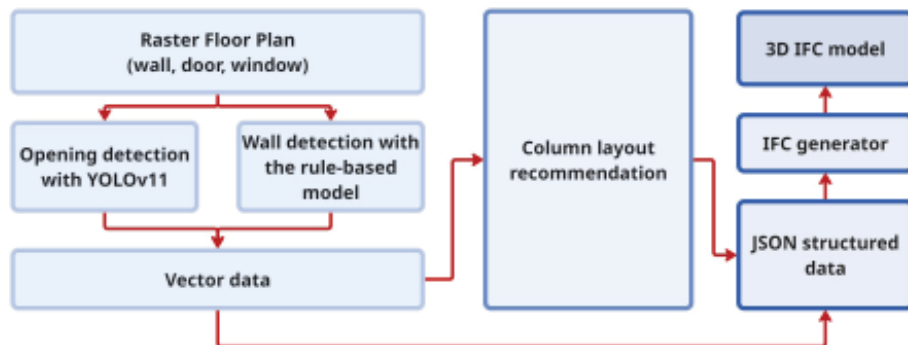 Raster Floor Plan
(wall, door, window)
Opening detection
with YOLOv11
Wall detection with
the rule-based
model
Vector data
Column layout
recommendation
3D IFC model
IFC generator
JSON structured
data